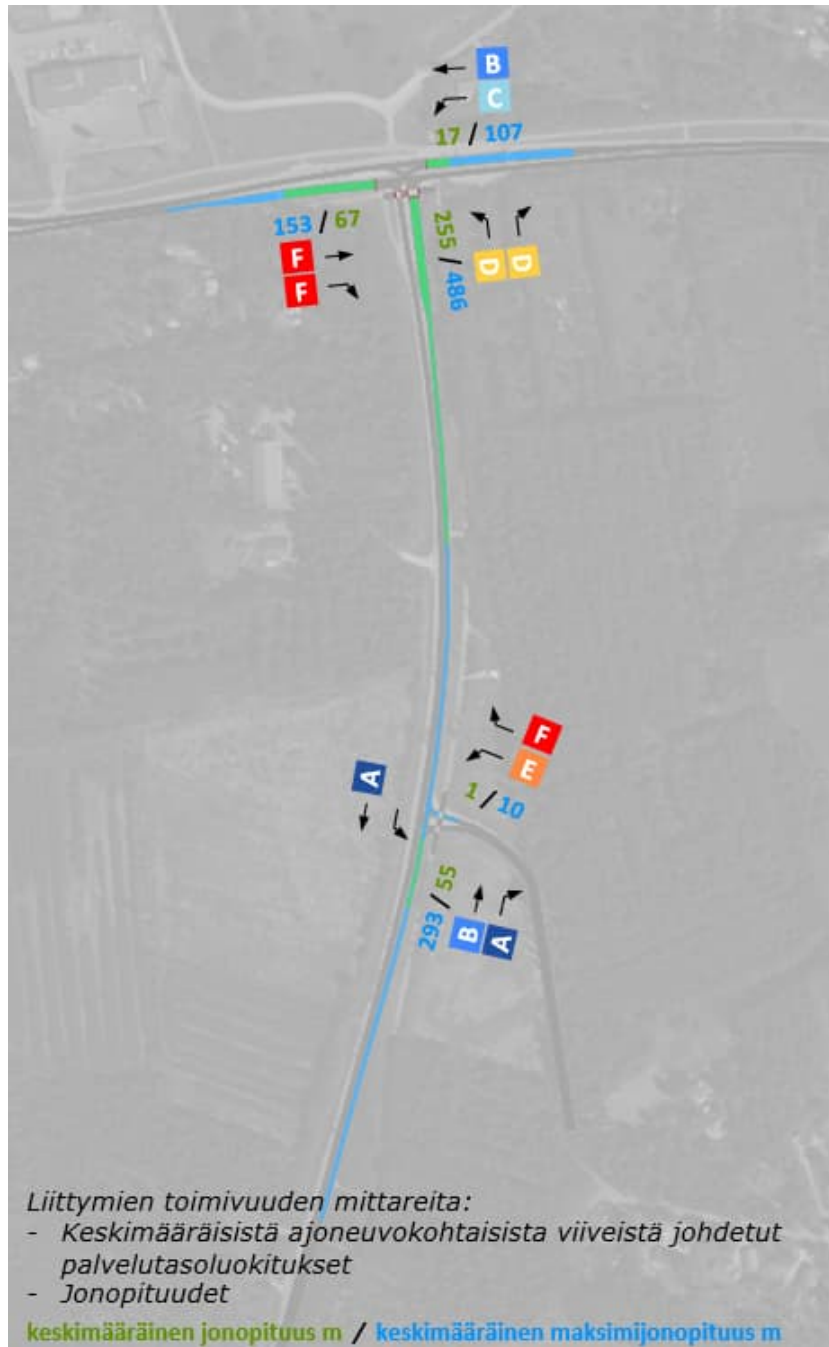 B
C
17 / 107
153 / 67
F
F
255 / 486
D D
F
E
1 / 10
A
293 / 55
B A
Liittymien toimivuuden mittareita:
- Keskimääräisistä ajoneuvokohtaisista viiveistä johdetut
palvelutasoluokitukset
- Jonopituudet
keskimääräinen jonopituus m / keskimääräinen maksimijonopituus m